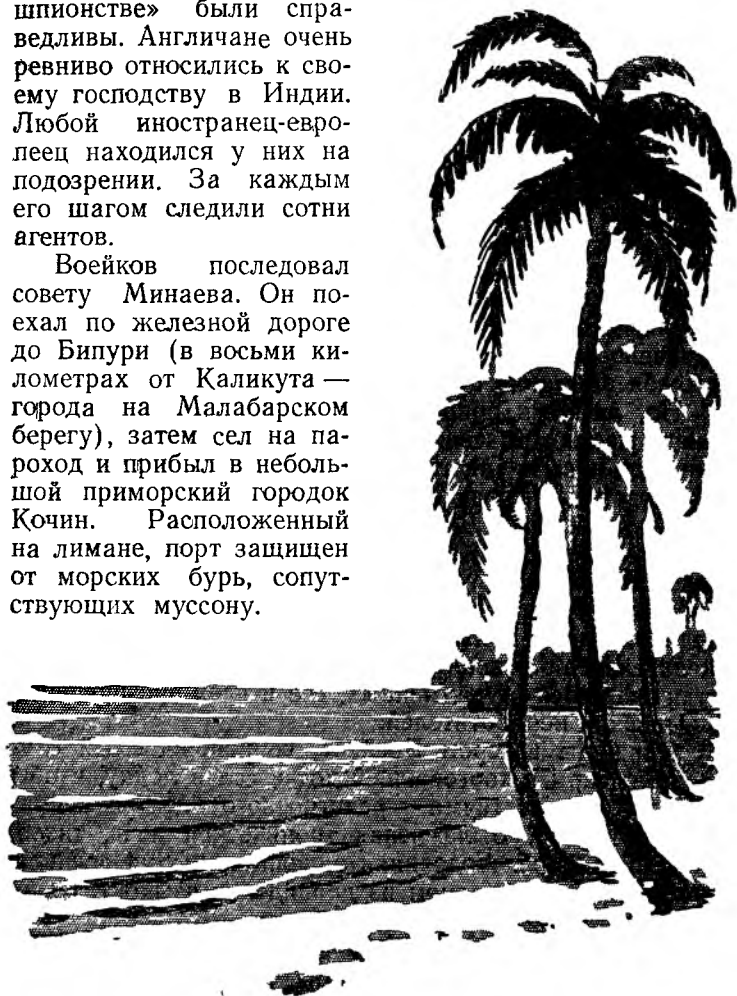 шпионстве» были спра-
ведливы. Англичане очень
ревниво относились к сво-
ему господству в Индии.
Любой иностранец-евро-
пеец находился у них на
подозрении. За каждым
его шагом следили сотни
агентов.
Воейков последовал
совету Минаева. Он по-
ехал по железной дороге
до Бипури (в восьми ки-
лометрах от Каликута —
города на Малабарском
берегу), затем сел на па-
роход и прибыл в неболь-
шой приморский городок
Кочин. Расположенный
на лимане, порт защищен
от морских бурь, сопут-
ствующих муссону.